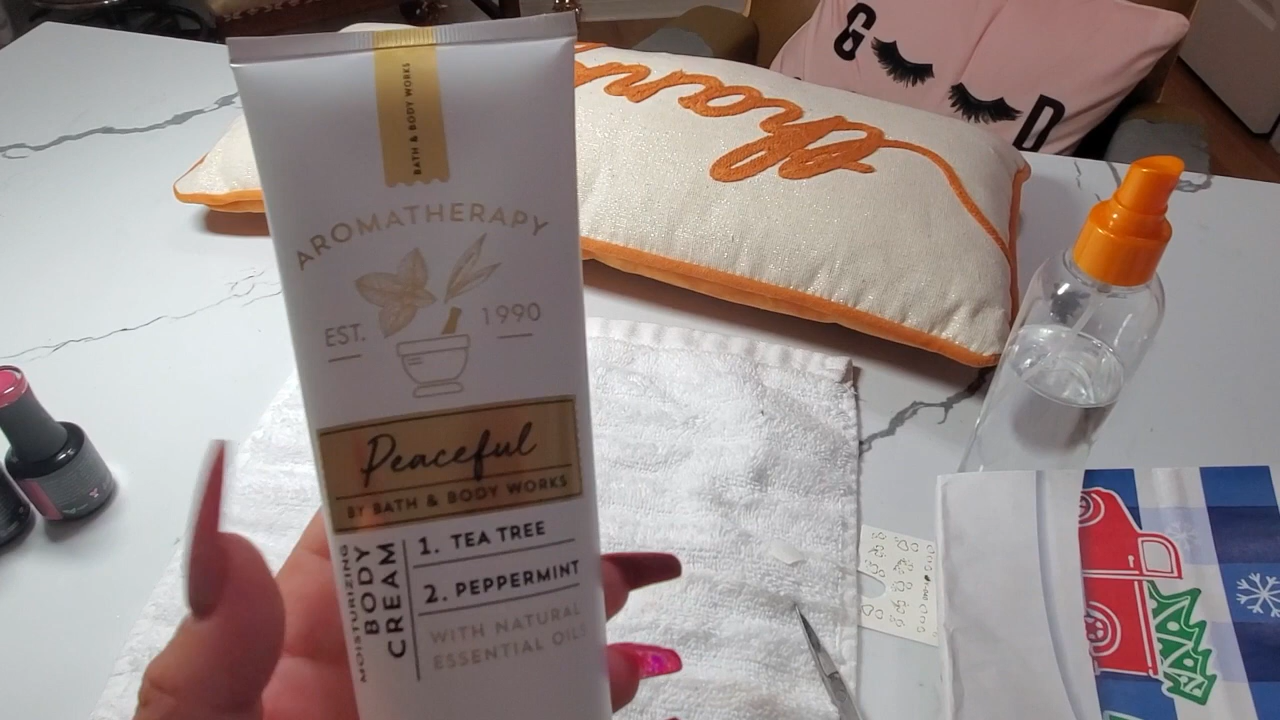 BATH & BODY WORKS
AROMATHERAPY
EST. 1990
Peaceful
BY BATH & BODY WORKS
MOISTURIZING
BODY
CREAM
1. TEA TREE
2. PEPPERMINT
WITH NATURAL
ESSENTIAL OILS
G D